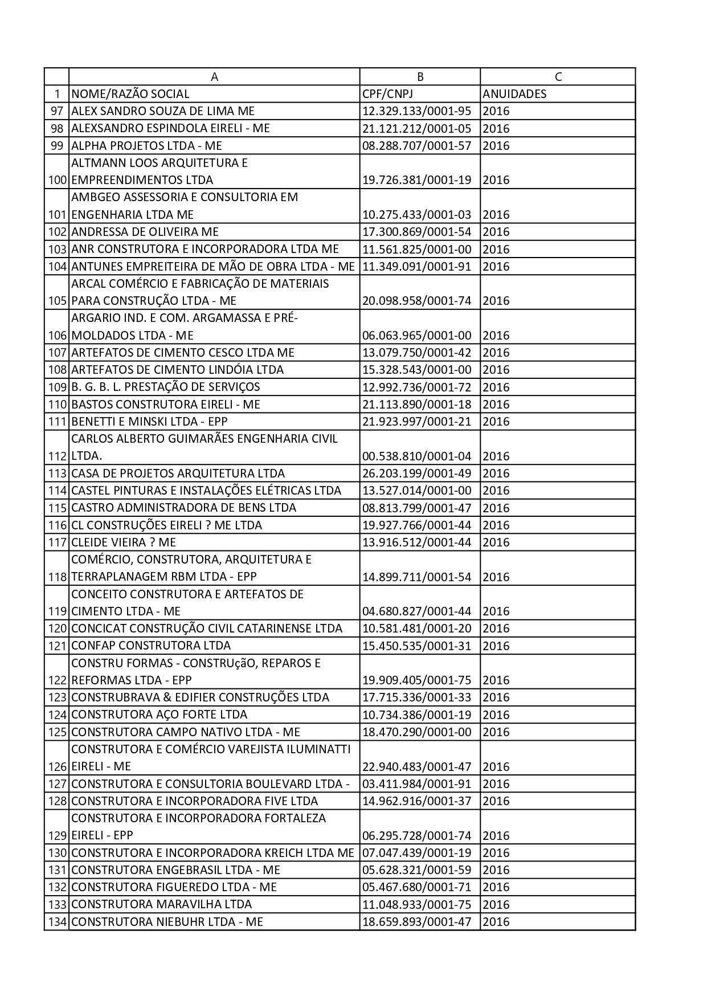 A B C
1 NOME/RAZÃO SOCIAL CPF/CNPJ ANUIDADES
97 ALEX SANDRO SOUZA DE LIMA ME 12.329.133/0001-95 2016
98 ALEXSANDRO ESPINDOLA EIRELI - ME 21.121.212/0001-05 2016
99 ALPHA PROJETOS LTDA - ME 08.288.707/0001-57 2016
ALTMANN LOOS ARQUITETURA E
100 EMPREENDIMENTOS LTDA 19.726.381/0001-19 2016
AMBGEO ASSESSORIA E CONSULTORIA EM
101 ENGENHARIA LTDA ME 10.275.433/0001-03 2016
102 ANDRESSA DE OLIVEIRA ME 17.300.869/0001-54 2016
103 ANR CONSTRUTORA E INCORPORADORA LTDA ME 11.561.825/0001-00 2016
104 ANTUNES EMPREITEIRA DE MÃO DE OBRA LTDA - ME 11.349.091/0001-91 2016
ARCAL COMÉRCIO E FABRICAÇÃO DE MATERIAIS
105 PARA CONSTRUÇÃO LTDA - ME 20.098.958/0001-74 2016
ARGARIO IND. E COM. ARGAMASSA E PRÉ-
106 MOLDADOS LTDA - ME 06.063.965/0001-00 2016
107 ARTEFATOS DE CIMENTO CESCO LTDA ME 13.079.750/0001-42 2016
108 ARTEFATOS DE CIMENTO LINDÓIA LTDA 15.328.543/0001-00 2016
109 B. G. B. L. PRESTAÇÃO DE SERVIÇOS 12.992.736/0001-72 2016
110 BASTOS CONSTRUTORA EIRELI - ME 21.113.890/0001-18 2016
111 BENETTI E MINSKI LTDA - EPP 21.923.997/0001-21 2016
CARLOS ALBERTO GUIMARÃES ENGENHARIA CIVIL
112 LTDA. 00.538.810/0001-04 2016
113 CASA DE PROJETOS ARQUITETURA LTDA 26.203.199/0001-49 2016
114 CASTEL PINTURAS E INSTALAÇÕES ELÉTRICAS LTDA 13.527.014/0001-00 2016
115 CASTRO ADMINISTRADORA DE BENS LTDA 08.813.799/0001-47 2016
116 CL CONSTRUÇÕES EIRELI ? ME LTDA 19.927.766/0001-44 2016
117 CLEIDE VIEIRA ? ME 13.916.512/0001-44 2016
COMÉRCIO, CONSTRUTORA, ARQUITETURA E
118 TERRAPLANAGEM RBM LTDA - EPP 14.899.711/0001-54 2016
CONCEITO CONSTRUTORA E ARTEFATOS DE
119 CIMENTO LTDA - ME 04.680.827/0001-44 2016
120 CONCICAT CONSTRUÇÃO CIVIL CATARINENSE LTDA 10.581.481/0001-20 2016
121 CONFAP CONSTRUTORA LTDA 15.450.535/0001-31 2016
CONSTRU FORMAS - CONSTRUçãO, REPAROS E
122 REFORMAS LTDA - EPP 19.909.405/0001-75 2016
123 CONSTRUBRAVA & EDIFIER CONSTRUÇÕES LTDA 17.715.336/0001-33 2016
124 CONSTRUTORA AÇO FORTE LTDA 10.734.386/0001-19 2016
125 CONSTRUTORA CAMPO NATIVO LTDA - ME 18.470.290/0001-00 2016
CONSTRUTORA E COMÉRCIO VAREJISTA ILUMINATTI
126 EIRELI - ME 22.940.483/0001-47 2016
127 CONSTRUTORA E CONSULTORIA BOULEVARD LTDA - 03.411.984/0001-91 2016
128 CONSTRUTORA E INCORPORADORA FIVE LTDA 14.962.916/0001-37 2016
CONSTRUTORA E INCORPORADORA FORTALEZA
129 EIRELI - EPP 06.295.728/0001-74 2016
130 CONSTRUTORA E INCORPORADORA KREICH LTDA ME 07.047.439/0001-19 2016
131 CONSTRUTORA ENGEBRASIL LTDA - ME 05.628.321/0001-59 2016
132 CONSTRUTORA FIGUEREDO LTDA - ME 05.467.680/0001-71 2016
133 CONSTRUTORA MARAVILHA LTDA 11.048.933/0001-75 2016
134 CONSTRUTORA NIEBUHR LTDA - ME 18.659.893/0001-47 2016